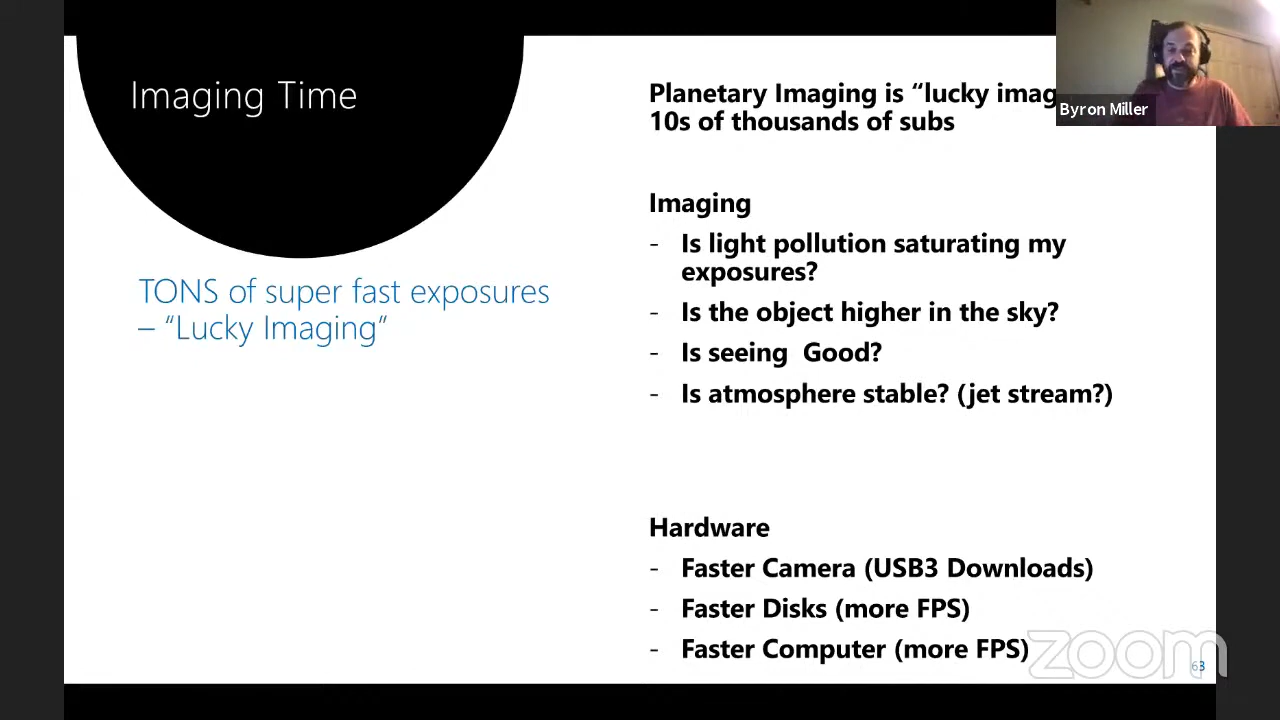 Imaging Time
TONS of super fast exposures
– “Lucky Imaging”
Planetary Imaging is “lucky imag
10s of thousands of subs
Imaging
- Is light pollution saturating my
exposures?
- Is the object higher in the sky?
- Is seeing  Good?
- Is atmosphere stable? (jet stream?)
Hardware
- Faster Camera (USB3 Downloads)
- Faster Disks (more FPS)
- Faster Computer (more FPS)
Byron Miller
zoom
63